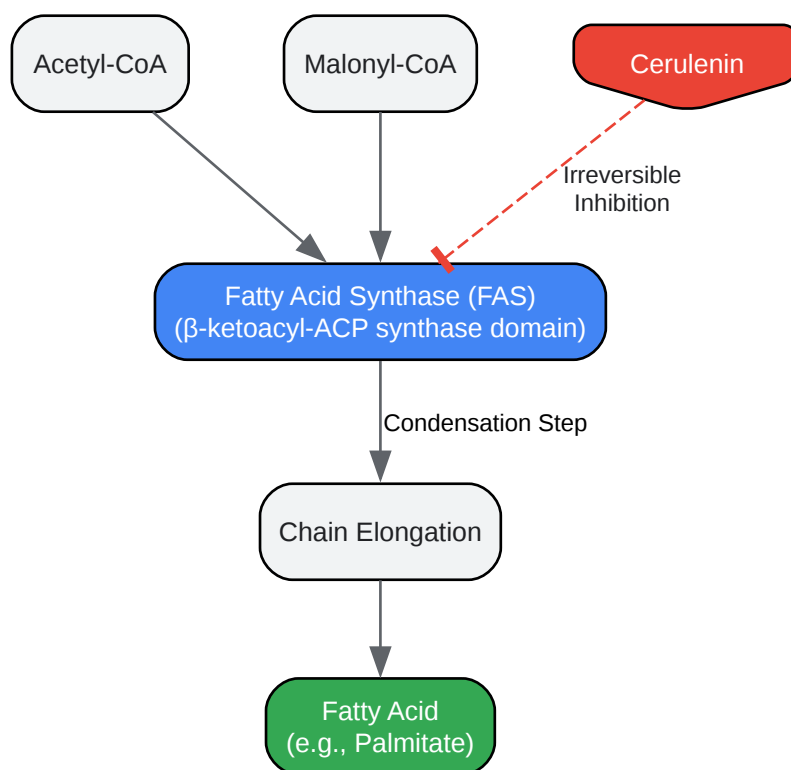 Acetyl-CoA
Malonyl-CoA
Cerulenin
Irreversible
Inhibition
Fatty Acid Synthase (FAS)
(β-ketoacyl-ACP synthase domain)
Condensation Step
Chain Elongation
Fatty Acid
(e.g., Palmitate)